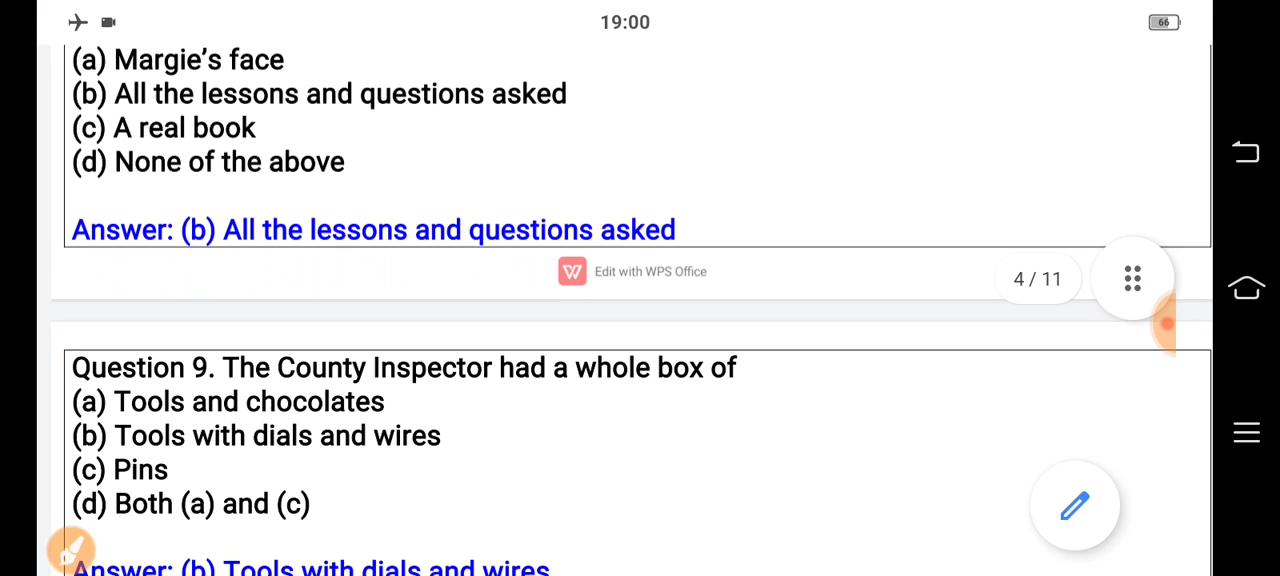 19:00
66
(a) Margie's face
(b) All the lessons and questions asked
(c) A real book
(d) None of the above
Answer: (b) All the lessons and questions asked
Edit with WPS Office
4 / 11
Question 9. The County Inspector had a whole box of
(a) Tools and chocolates
(b) Tools with dials and wires
(c) Pins
(d) Both (a) and (c)
Answer: (b) Tools with dials and wires